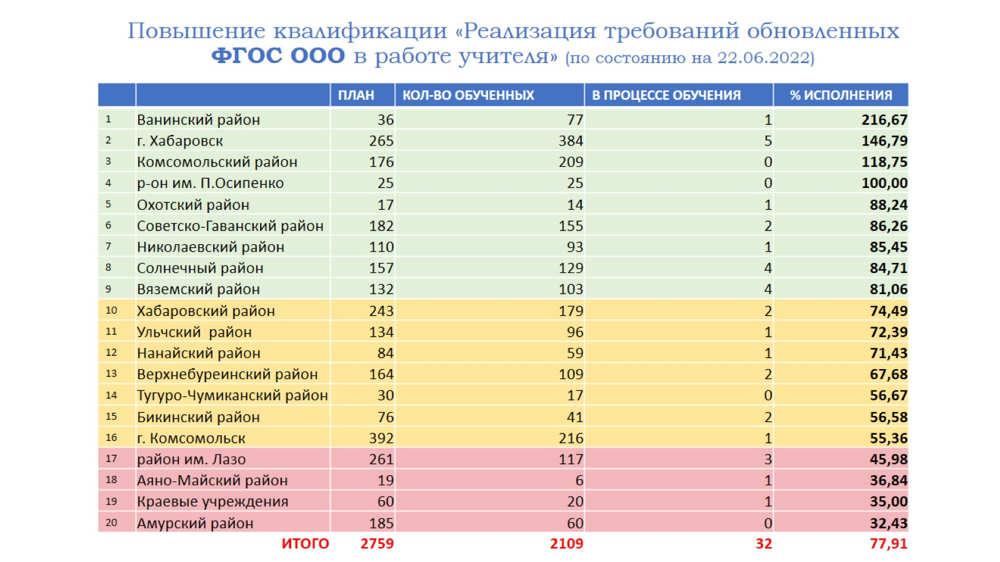 Повышение квалификации «Реализация требований обновленных
ФГОС ООО в работе учителя» (по состоянию на 22.06.2022)
ПЛАН КОЛ-ВО ОБУЧЕННЫХ В ПРОЦЕССЕ ОБУЧЕНИЯ % ИСПОЛНЕНИЯ
1 Ванинский район 36 77 1 216,67
2 г. Хабаровск 265 384 5 146,79
3 Комсомольский район 176 209 0 118,75
4 р-он им. П.Осипенко 25 25 0 100,00
5 Охотский район 17 14 1 88,24
6 Советско-Гаванский район 182 155 2 86,26
7 Николаевский район 110 93 1 85,45
8 Солнечный район 157 129 4 84,71
9 Вяземский район 132 103 4 81,06
10 Хабаровский район 243 179 2 74,49
11 Ульчский район 134 96 1 72,39
12 Нанайский район 84 59 1 71,43
13 Верхнебуреинский район 164 109 2 67,68
14 Тугуро-Чумиканский район 30 17 0 56,67
15 Бикинский район 76 41 2 56,58
16 г. Комсомольск 392 216 1 55,36
17 район им. Лазо 261 117 3 45,98
18 Аяно-Майский район 19 6 1 36,84
19 Краевые учреждения 60 20 1 35,00
20 Амурский район 185 60 0 32,43
ИТОГО 2759 2109 32 77,91